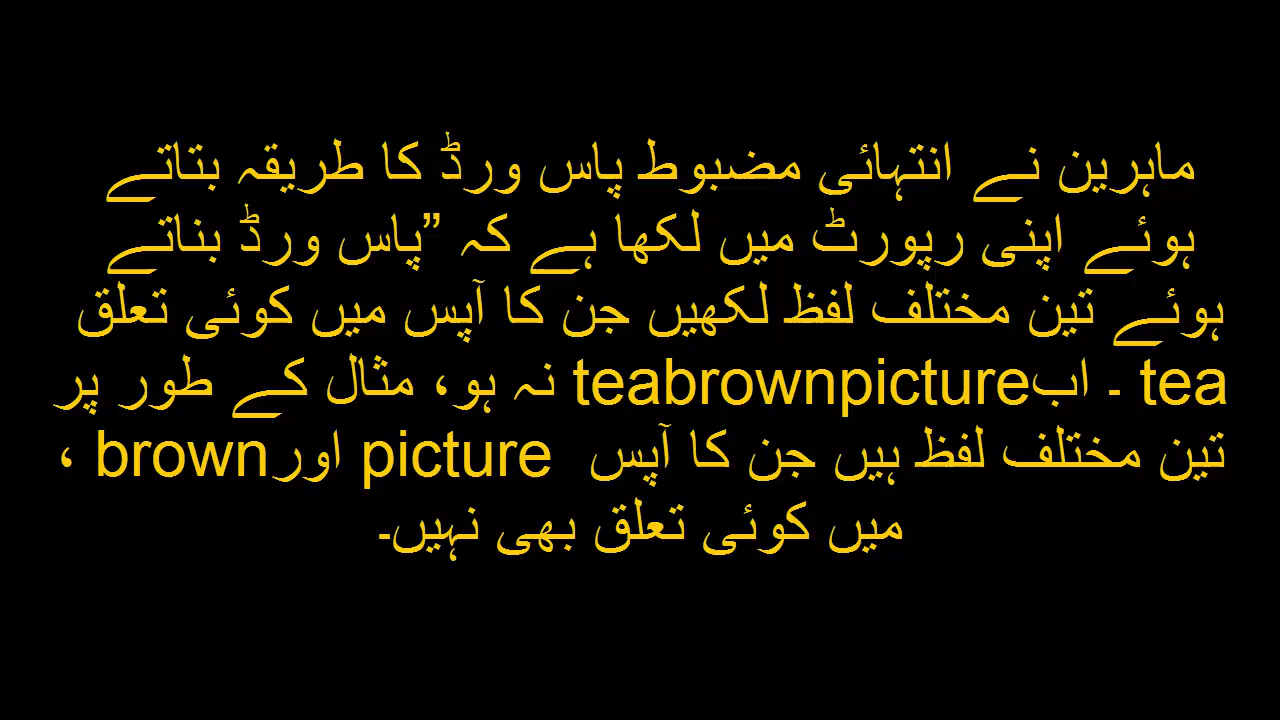 ماہرین نے انتہائی مضبوط پاس ورڈ کا طریقہ بتاتے
ہوئے اپنی رپورٹ میں لکھا ہے کہ ”پاس ورڈ بناتے
ہوئے تین مختلف لفظ لکھیں جن کا آپس میں کوئی تعلق
نہ ہو، مثال کے طور پر teabrownpicture۔ اب tea
، brown اور picture تین مختلف لفظ ہیں جن کا آپس
میں کوئی تعلق بھی نہیں۔